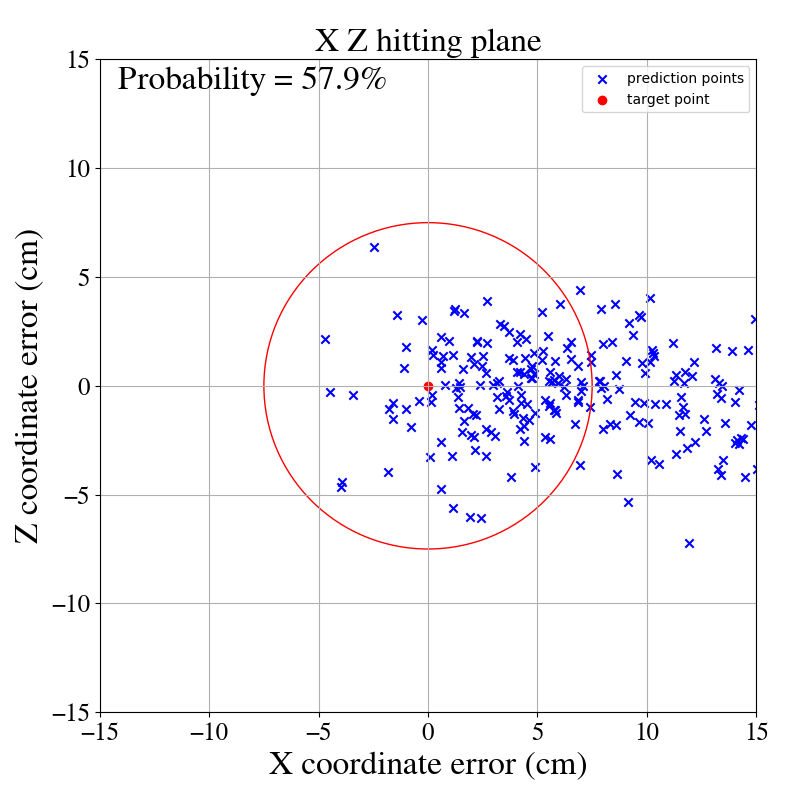 X Z hitting plane
Probability = 57.9%
prediction points
target point
Z coordinate error (cm)
15
10
5
0
−5
−10
−15
−15
−10
−5
0
5
10
15
X coordinate error (cm)